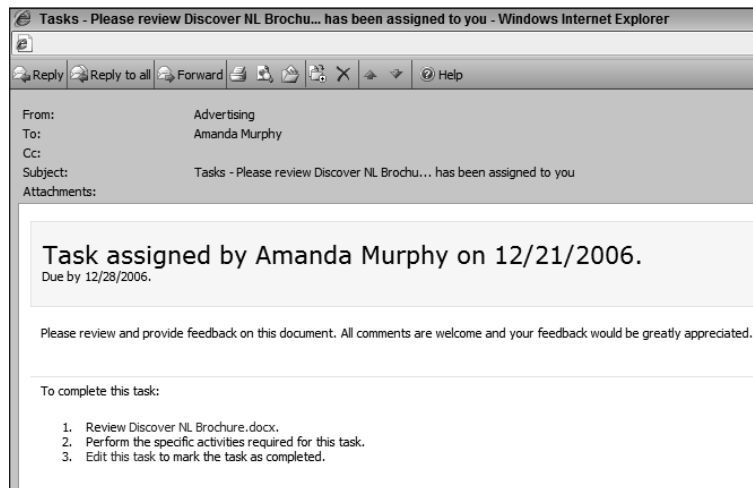 Tasks - Please review Discover NL Brochu... has been assigned to you - Windows Internet Explorer
Reply Reply to all Forward Help
From: Advertising
To: Amanda Murphy
Cc:
Subject: Tasks - Please review Discover NL Brochu... has been assigned to you
Attachments:
Task assigned by Amanda Murphy on 12/21/2006.
Due by 12/28/2006.
Please review and provide feedback on this document. All comments are welcome and your feedback would be greatly appreciated.
To complete this task:
1. Review Discover NL Brochure.docx.
2. Perform the specific activities required for this task.
3. Edit this task to mark the task as completed.